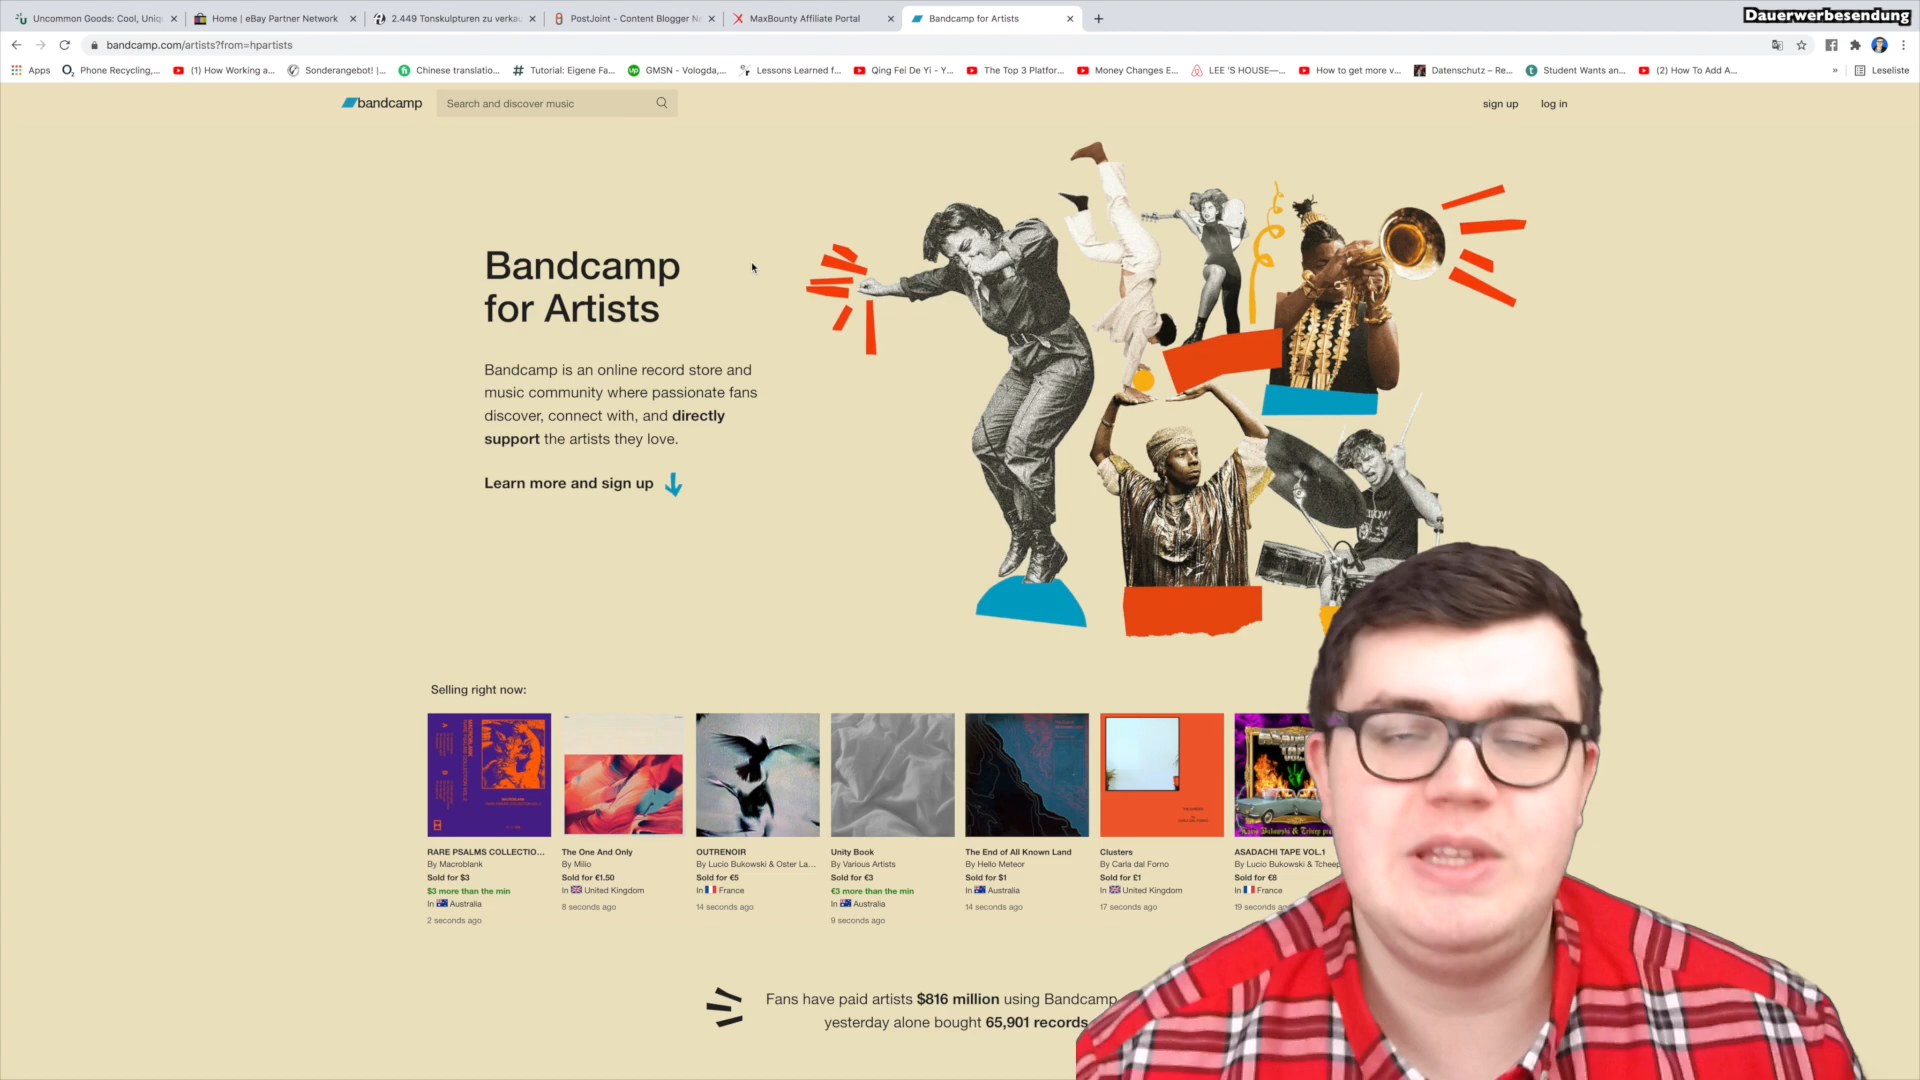 Uncommon Goods: Cool, Uniq
Home | eBay Partner Network
2.449 Tonskulpturen zu verkau
PostJoint - Content Blogger Ne
MaxBounty Affiliate Portal
Bandcamp for Artists
Dauerwerbesendung
bandcamp.com/artists?from=hpartists
Apps
Phone Recycling,...
(1) How Working a...
Sonderangebot! |...
Chinese translatio...
Tutorial: Eigene Fa...
GMSN - Vologda,...
Lessons Learned f...
Qing Fei De Yi - Y...
The Top 3 Platfor...
Money Changes E...
LEE 'S HOUSE—...
How to get more v...
Datenschutz – Re...
Student Wants an...
(2) How To Add A...
»
Leseliste
bandcamp
Search and discover music
sign up
log in
Bandcamp
for Artists
Bandcamp is an online record store and
music community where passionate fans
discover, connect with, and directly
support the artists they love.
Learn more and sign up
Selling right now:
RARE PSALMS COLLECTIO...
By Macroblank
Sold for $3
$3 more than the min
In Australia
2 seconds ago
The One And Only
By Milio
Sold for €1.50
In United Kingdom
8 seconds ago
OUTRENOIR
By Lucio Bukowski & Oster La...
Sold for €5
In France
14 seconds ago
Unity Book
By Various Artists
Sold for €3
€3 more than the min
In Australia
9 seconds ago
The End of All Known Land
By Hello Meteor
Sold for $1
In Australia
14 seconds ago
Clusters
By Carla dal Forno
Sold for £1
In United Kingdom
17 seconds ago
ASADACHI TAPE VOL.1
By Lucio Bukowski & Tcheep
Sold for €8
In France
19 seconds ago
Fans have paid artists $816 million using Bandcamp
yesterday alone bought 65,901 records